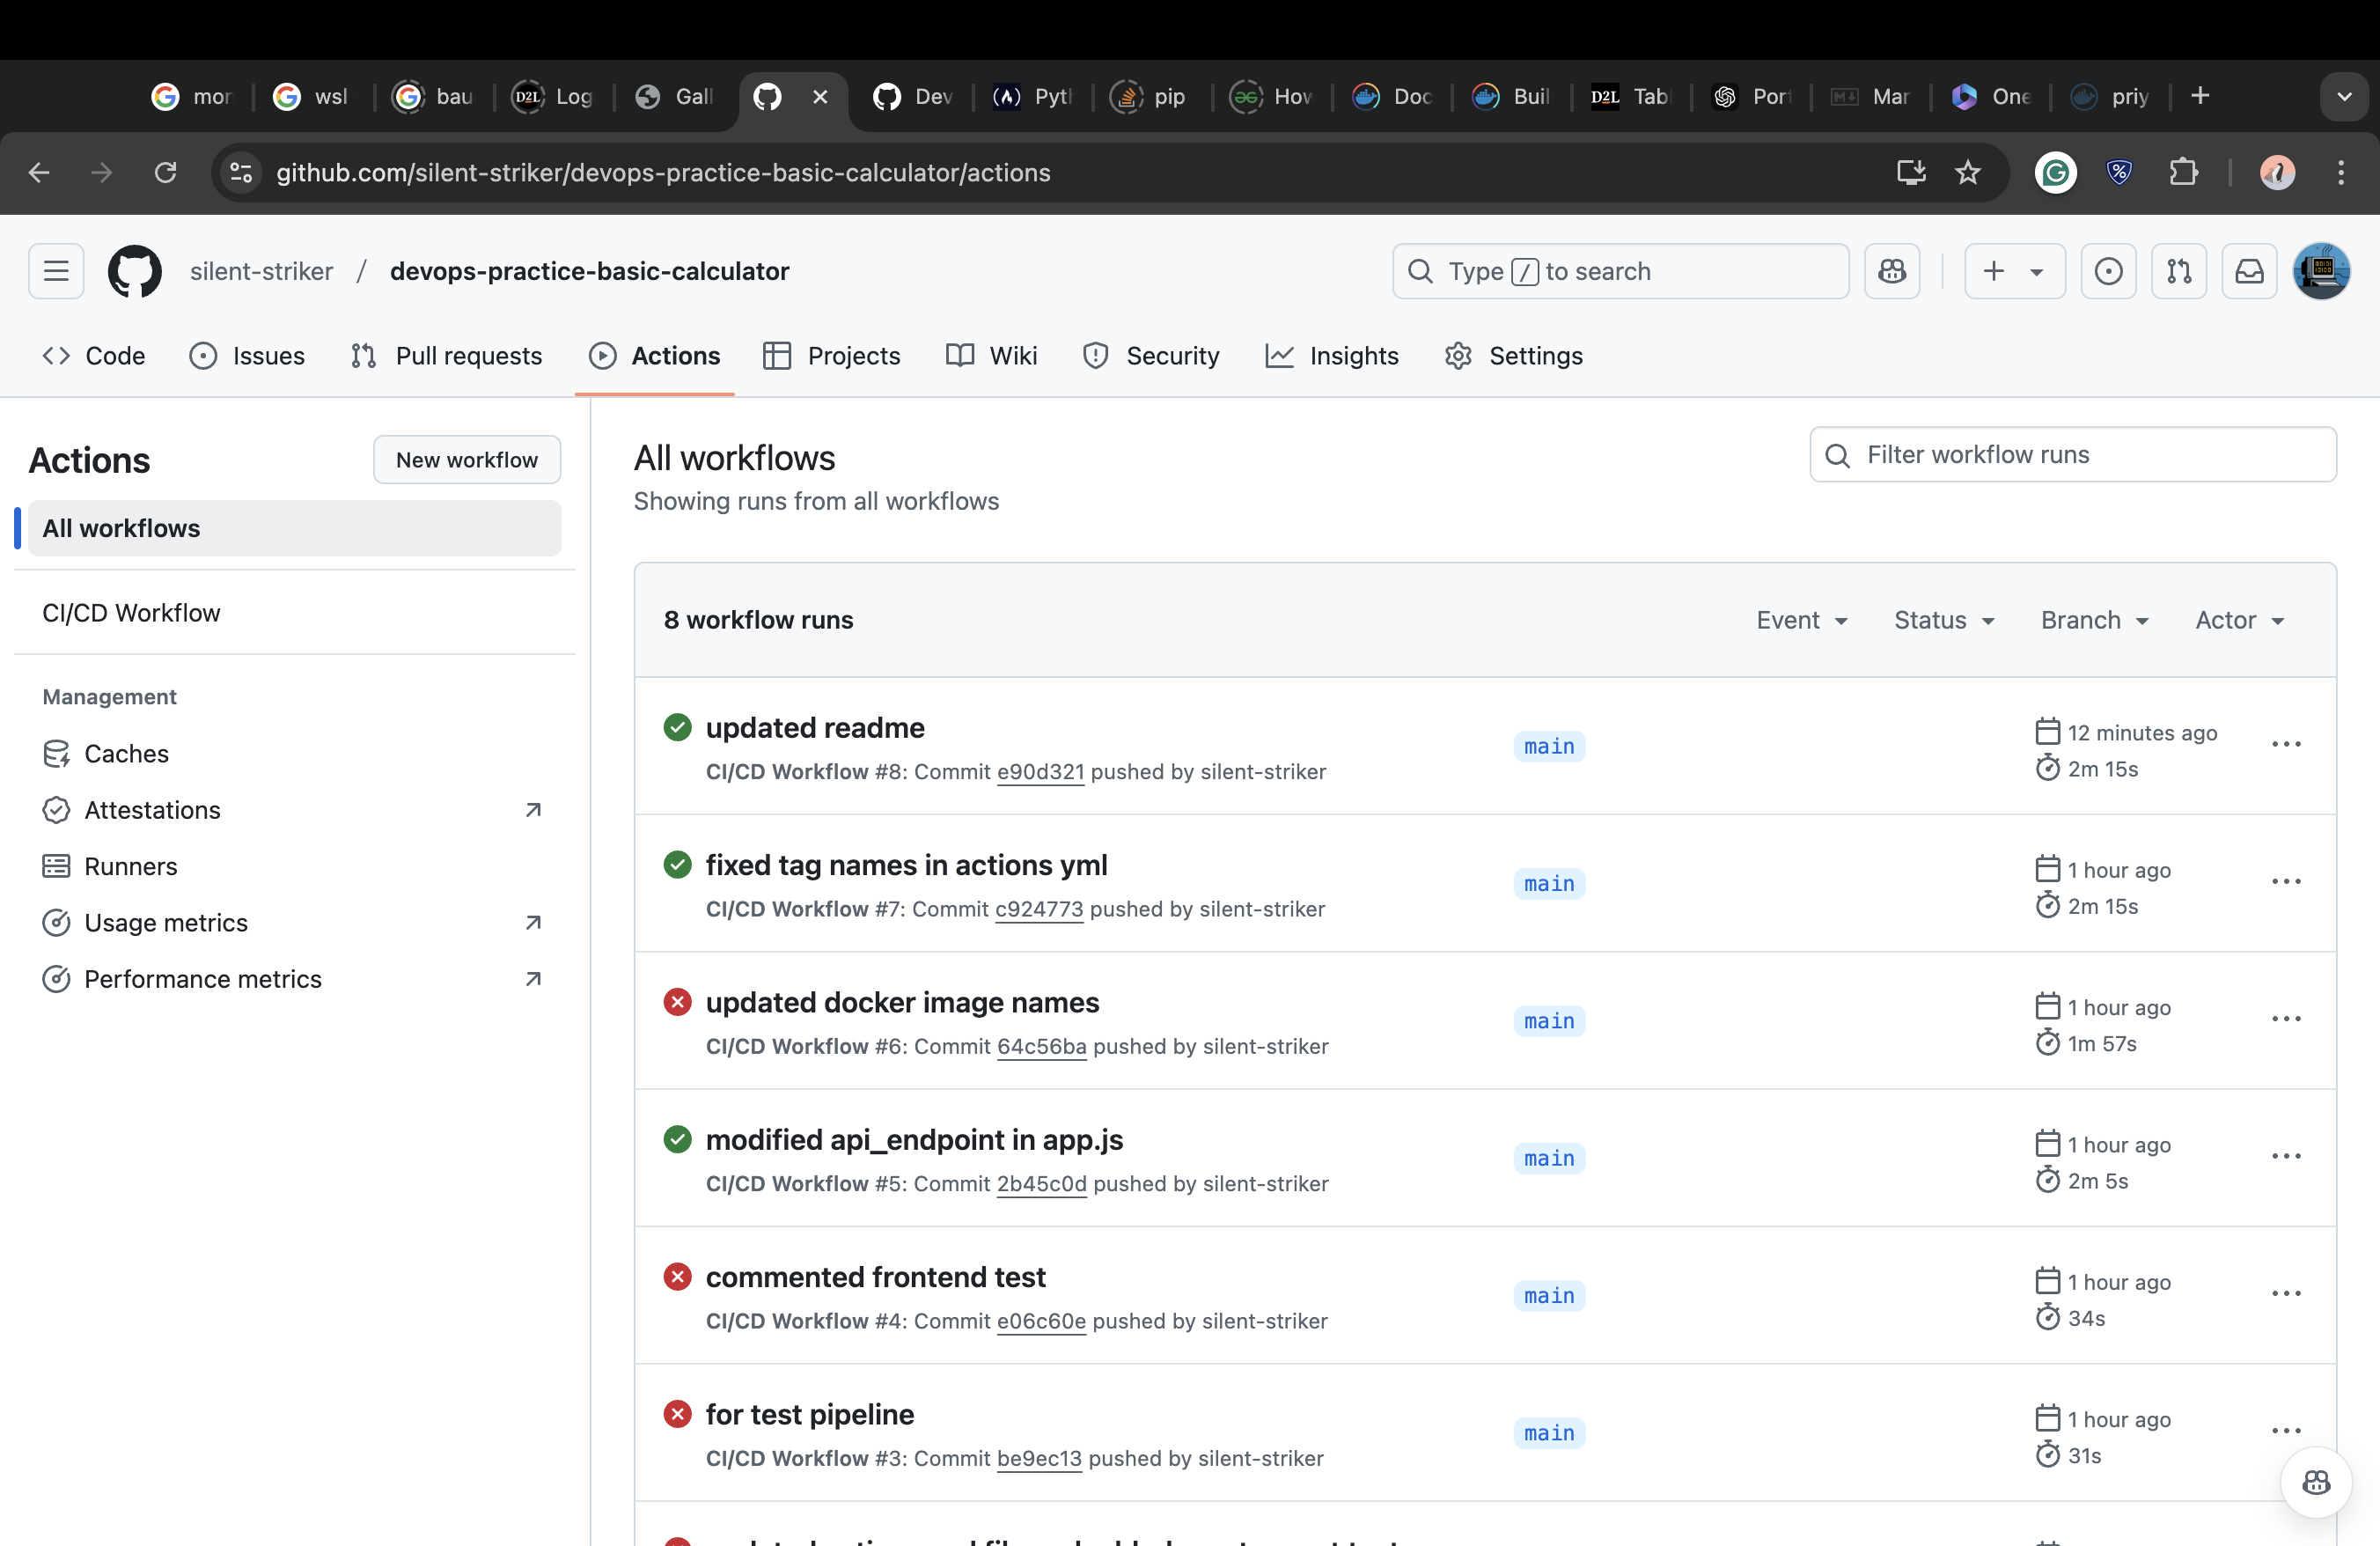 mor
wsl
bau
D2L Log
Gall
Dev
Pyth
pip
How
Doc
Buil
D2L Tabl
Port
Mar
One
priy
github.com/silent-striker/devops-practice-basic-calculator/actions
silent-striker / devops-practice-basic-calculator
Type / to search
Code
Issues
Pull requests
Actions
Projects
Wiki
Security
Insights
Settings
Actions
New workflow
All workflows
CI/CD Workflow
Management
Caches
Attestations
Runners
Usage metrics
Performance metrics
All workflows
Showing runs from all workflows
Filter workflow runs
8 workflow runs
Event
Status
Branch
Actor
updated readme
CI/CD Workflow #8: Commit e90d321 pushed by silent-striker
main
12 minutes ago
2m 15s
fixed tag names in actions yml
CI/CD Workflow #7: Commit c924773 pushed by silent-striker
main
1 hour ago
2m 15s
updated docker image names
CI/CD Workflow #6: Commit 64c56ba pushed by silent-striker
main
1 hour ago
1m 57s
modified api_endpoint in app.js
CI/CD Workflow #5: Commit 2b45c0d pushed by silent-striker
main
1 hour ago
2m 5s
commented frontend test
CI/CD Workflow #4: Commit e06c60e pushed by silent-striker
main
1 hour ago
34s
for test pipeline
CI/CD Workflow #3: Commit be9ec13 pushed by silent-striker
main
1 hour ago
31s